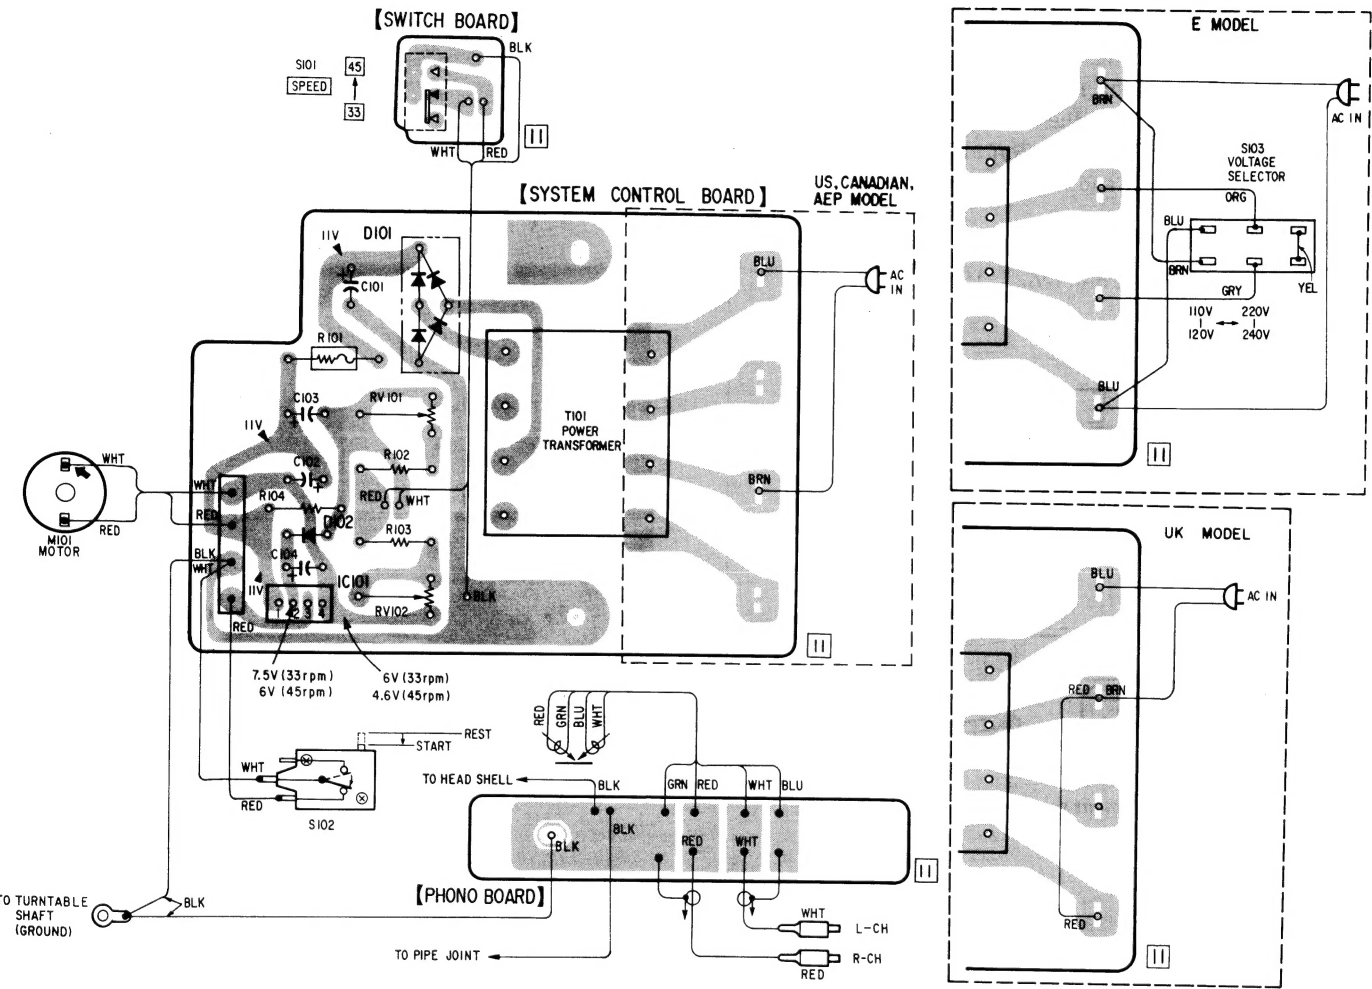 【SWITCH BOARD】
S101
SPEED
45
33
BLK
WHT
RED
11
【SYSTEM CONTROL BOARD】
US, CANADIAN,
AEP MODEL
11V
D101
C101
R101
C103
RV101
11V
T101
POWER
TRANSFORMER
BLU
AC
IN
BRN
C102
R102
RED
WHT
R104
D102
R103
C104
11V
IC101
1
2
3
4
RV102
BLK
WHT
RED
BLK
WHT
RED
11
WHT
RED
M101
MOTOR
7.5V (33rpm)
6V (45rpm)
6V (33rpm)
4.6V (45rpm)
REST
START
WHT
RED
S102
RED
GRN
BLU
WHT
TO HEAD SHELL
BLK
GRN
RED
WHT
BLU
BLK
BLK
RED
WHT
11
【PHONO BOARD】
TO TURNTABLE
SHAFT
(GROUND)
BLK
TO PIPE JOINT
WHT
L-CH
R-CH
RED
E MODEL
BRN
AC IN
S103
VOLTAGE
SELECTOR
ORG
BLU
BRN
GRY
YEL
110V
120V
220V
240V
BLU
11
UK MODEL
BLU
AC IN
RED
BRN
RED
11